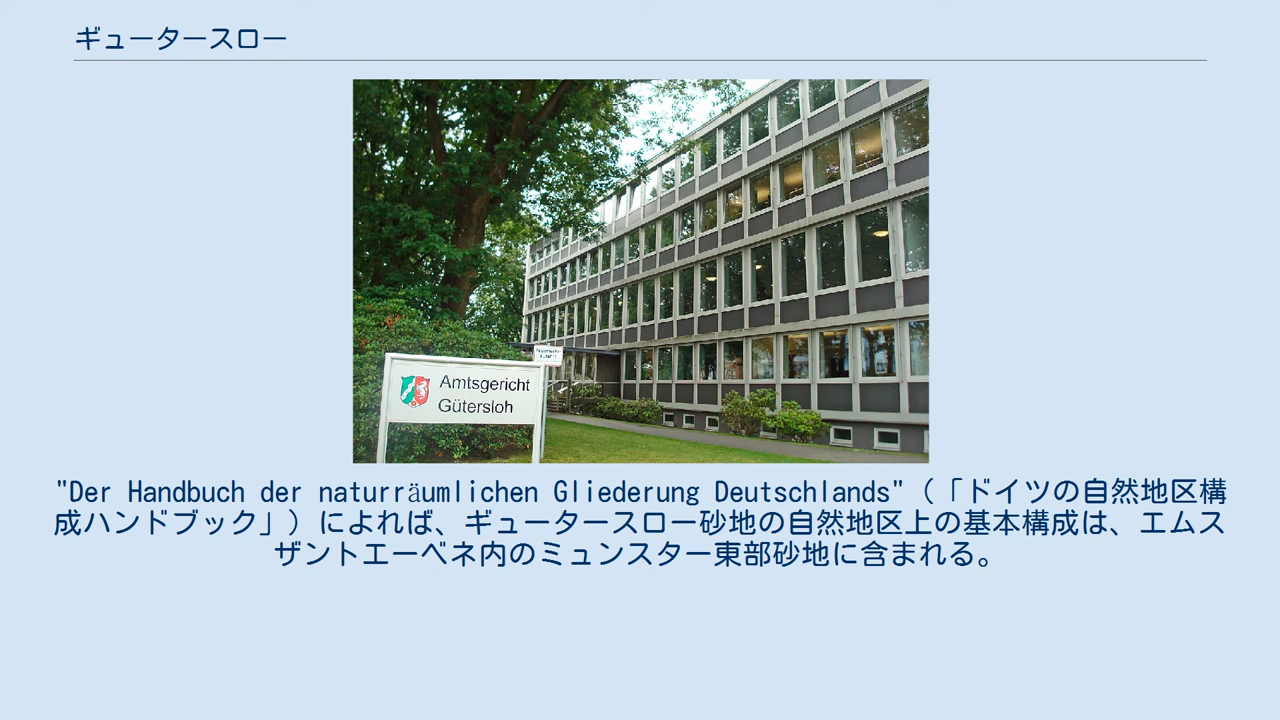 ギュータースロー
Amtsgericht
Gütersloh
"Der Handbuch der naturräumlichen Gliederung Deutschlands"（「ドイツの自然地区構
成ハンドブック」）によれば、ギュータースロー砂地の自然地区上の基本構成は、エムス
ザントエーベネ内のミュンスター東部砂地に含まれる。